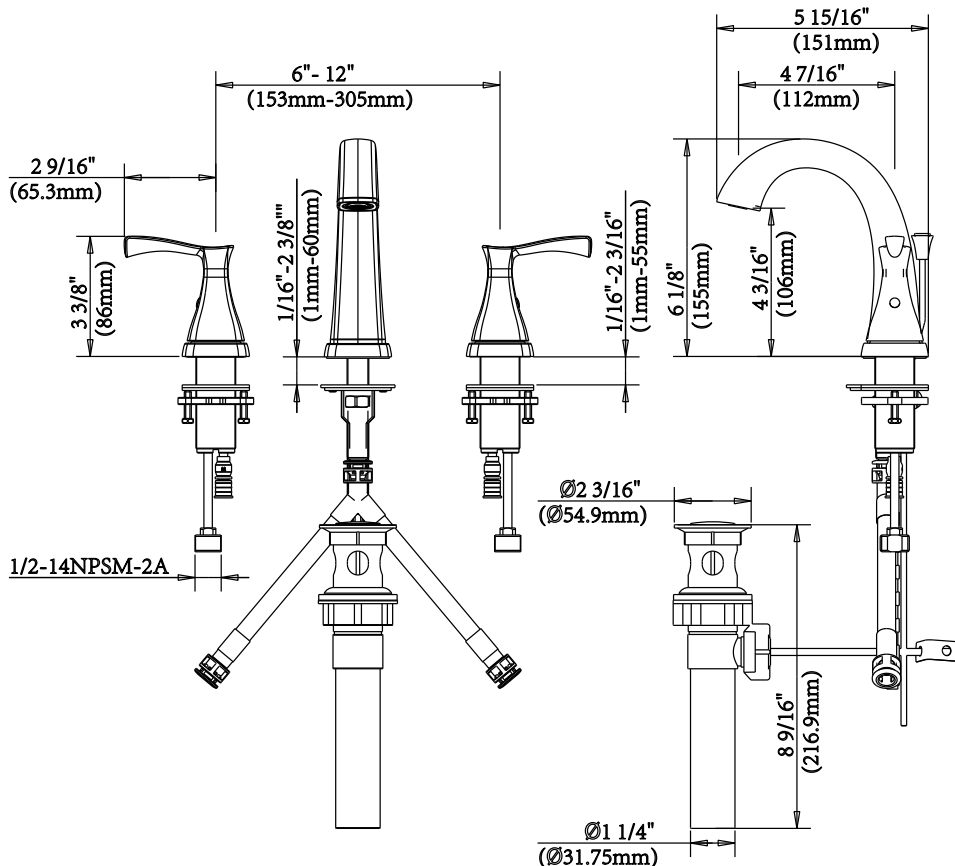 5 15/16"
(151mm)
6"- 12"
(153mm-305mm)
4 7/16"
(112mm)
2 9/16"
(65.3mm)
3 3/8"
(86mm)
1/16"-2 3/8""
(1mm-60mm)
1/16"-2 3/16"
(1mm-55mm)
6 1/8"
(155mm)
4 3/16"
(106mm)
Ø2 3/16"
(Ø54.9mm)
1/2-14NPSM-2A
8 9/16"
(216.9mm)
Ø1 1/4"
(Ø31.75mm)